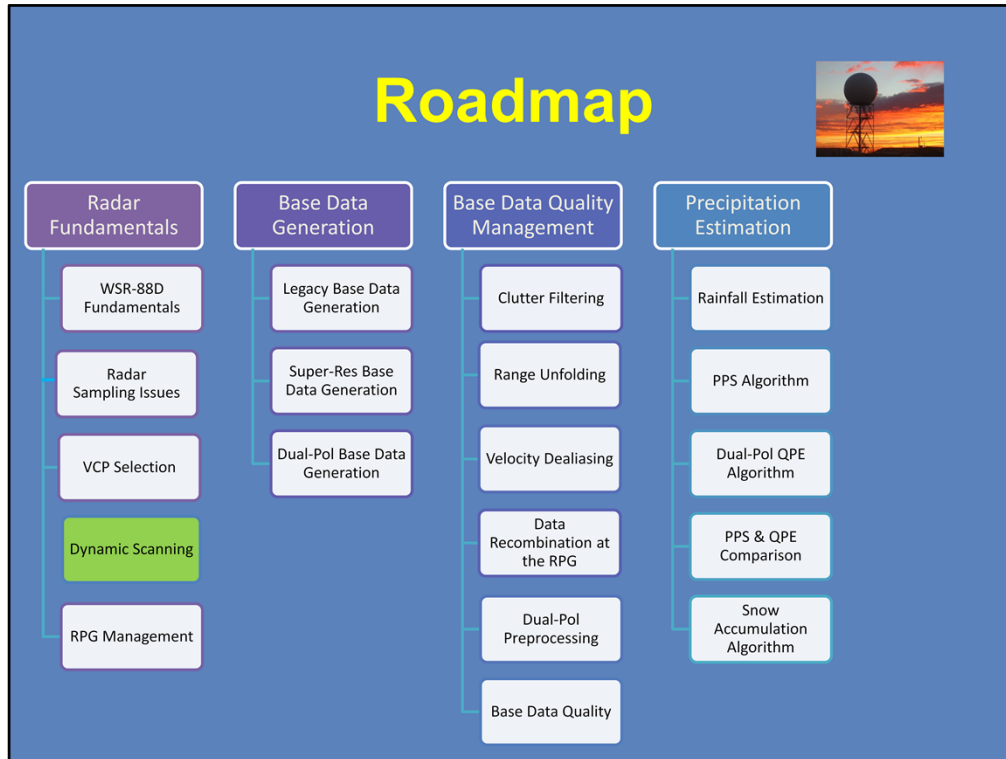 Roadmap
Radar
Fundamentals
WSR-88D
Fundamentals
Radar
Sampling Issues
VCP Selection
Dynamic Scanning
RPG Management
Base Data
Generation
Legacy Base Data
Generation
Super-Res Base
Data Generation
Dual-Pol Base Data
Generation
Base Data Quality
Management
Clutter Filtering
Range Unfolding
Velocity Dealiasing
Data
Recombination at
the RPG
Dual-Pol
Preprocessing
Base Data Quality
Precipitation
Estimation
Rainfall Estimation
PPS Algorithm
Dual-Pol QPE
Algorithm
PPS & QPE
Comparison
Snow
Accumulation
Algorithm